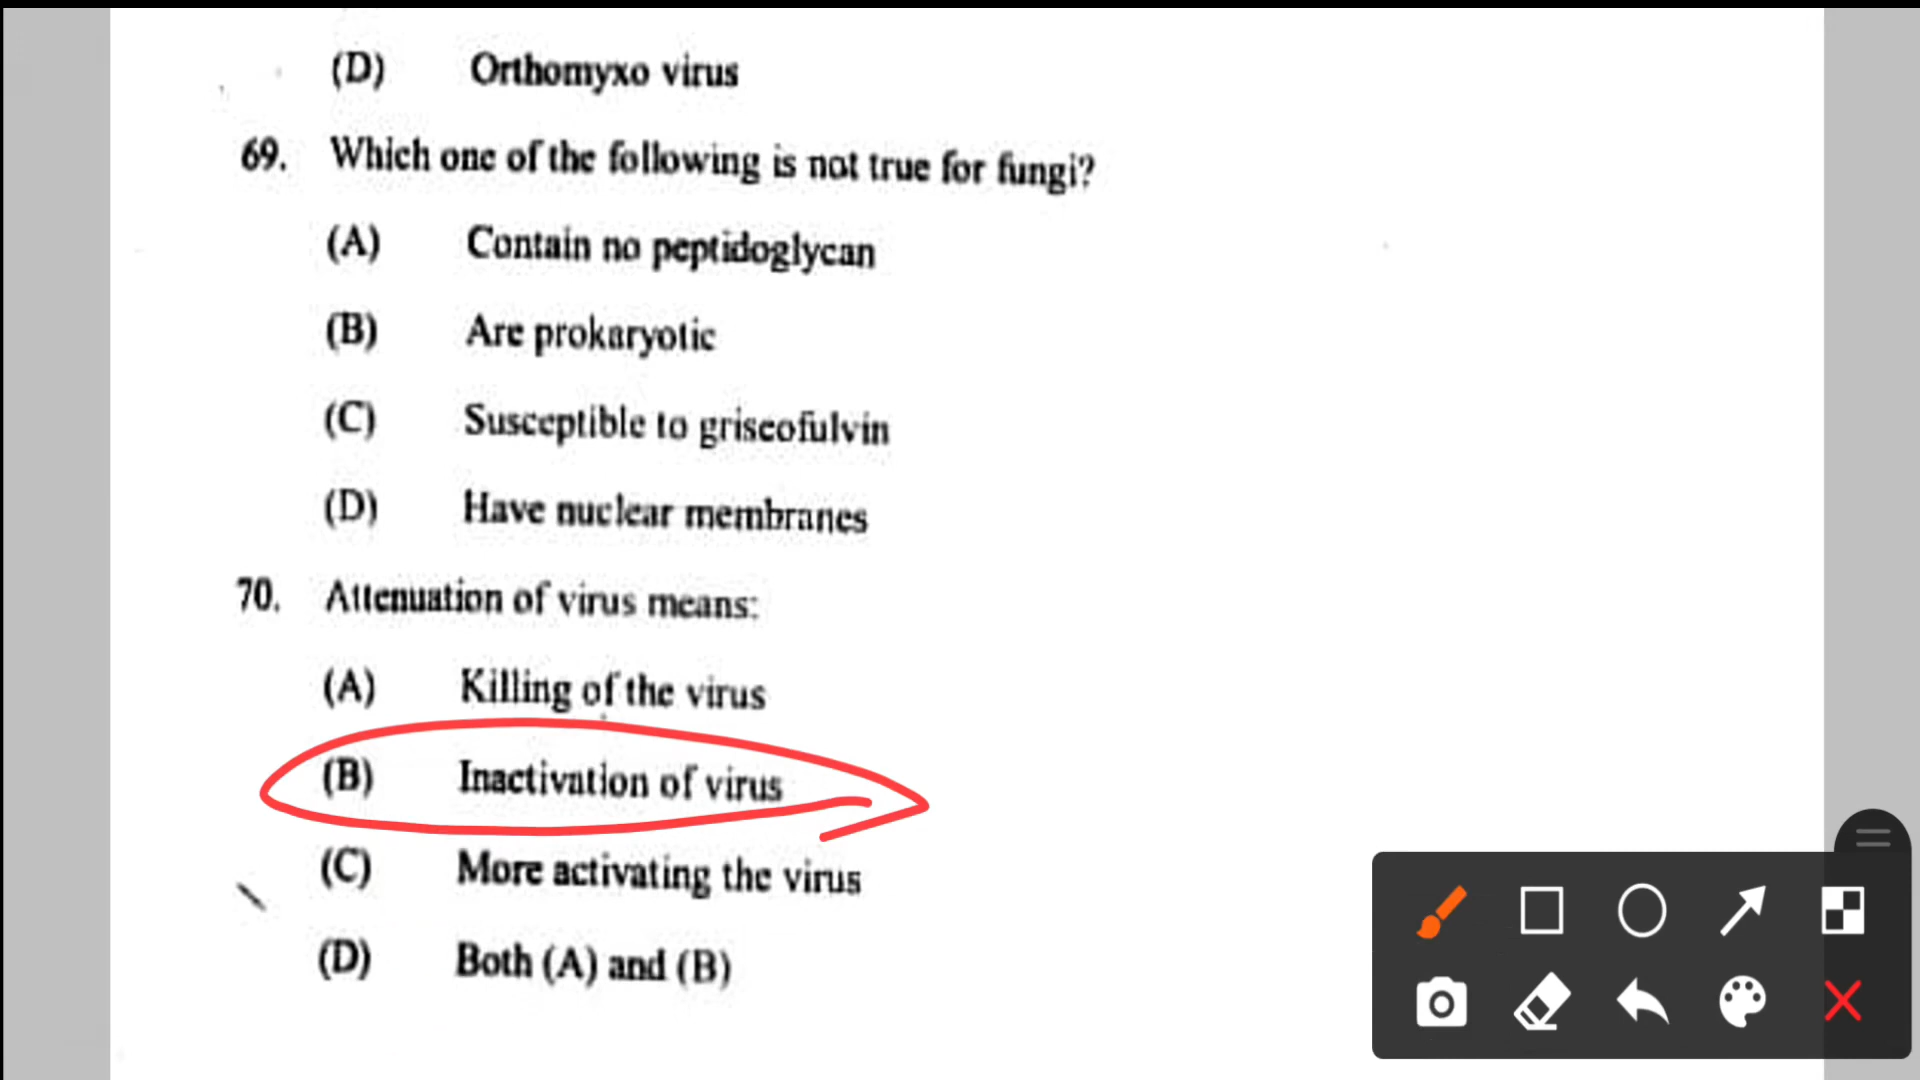 (D) Orthomyxo virus
69. Which one of the following is not true for fungi?
(A) Contain no peptidoglycan
(B) Are prokaryotic
(C) Susceptible to griseofulvin
(D) Have nuclear membranes
70. Attenuation of virus means:
(A) Killing of the virus
(B) Inactivation of virus
(C) More activating the virus
(D) Both (A) and (B)